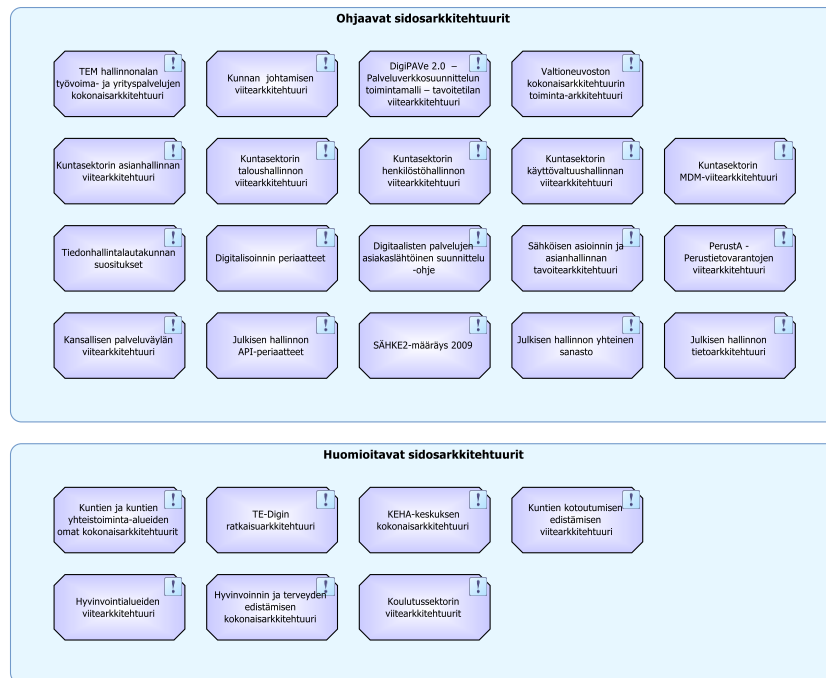 Ohjaavat sidosarkkitehtuurit
TEM hallinnonalan
työvoima- ja yrityspalvelujen
kokonaisarkkitehtuuri
Kunnan johtamisen
viitearkkitehtuuri
DigiPAVe 2.0 –
Palveluverkkosuunnittelun
toimintamalli – tavoitetilan
viitearkkitehtuuri
Valtioneuvoston
kokonaisarkkitehtuurin
toiminta-arkkitehtuuri
Kuntasektorin asianhallinnan
viitearkkitehtuuri
Kuntasektorin
taloushallinnon
viitearkkitehtuuri
Kuntasektorin
henkilöstöhallinnon
viitearkkitehtuuri
Kuntasektorin
käyttövaltuushallinnan
viitearkkitehtuuri
Kuntasektorin
MDM-viitearkkitehtuuri
Tiedonhallintalautakunnan
suositukset
Digitalisoinnin periaatteet
Digitaalisten palvelujen
asiakaslähtöinen suunnittelu
-ohje
Sähköisen asioinnin ja
asianhallinnan
tavoitearkkitehtuuri
PerustA -
Perustietovarantojen
viitearkkitehtuuri
Kansallisen palveluväylän
viitearkkitehtuuri
Julkisen hallinnon
API-periaatteet
SÄHKE2-määräys 2009
Julkisen hallinnon yhteinen
sanasto
Julkisen hallinnon
tietoarkkitehtuuri
Huomioitavat sidosarkkitehtuurit
Kuntien ja kuntien
yhteistoiminta-alueiden
omat kokonaisarkkitehtuurit
TE-Digin
ratkaisuarkkitehtuuri
KEHA-keskuksen
kokonaisarkkitehtuuri
Kuntien kotoutumisen
edistämisen
viitearkkitehtuuri
Hyvinvointialueiden
viitearkkitehtuuri
Hyvinvoinnin ja terveyden
edistämisen
kokonaisarkkitehtuuri
Koulutussektorin
viitearkkitehtuurit